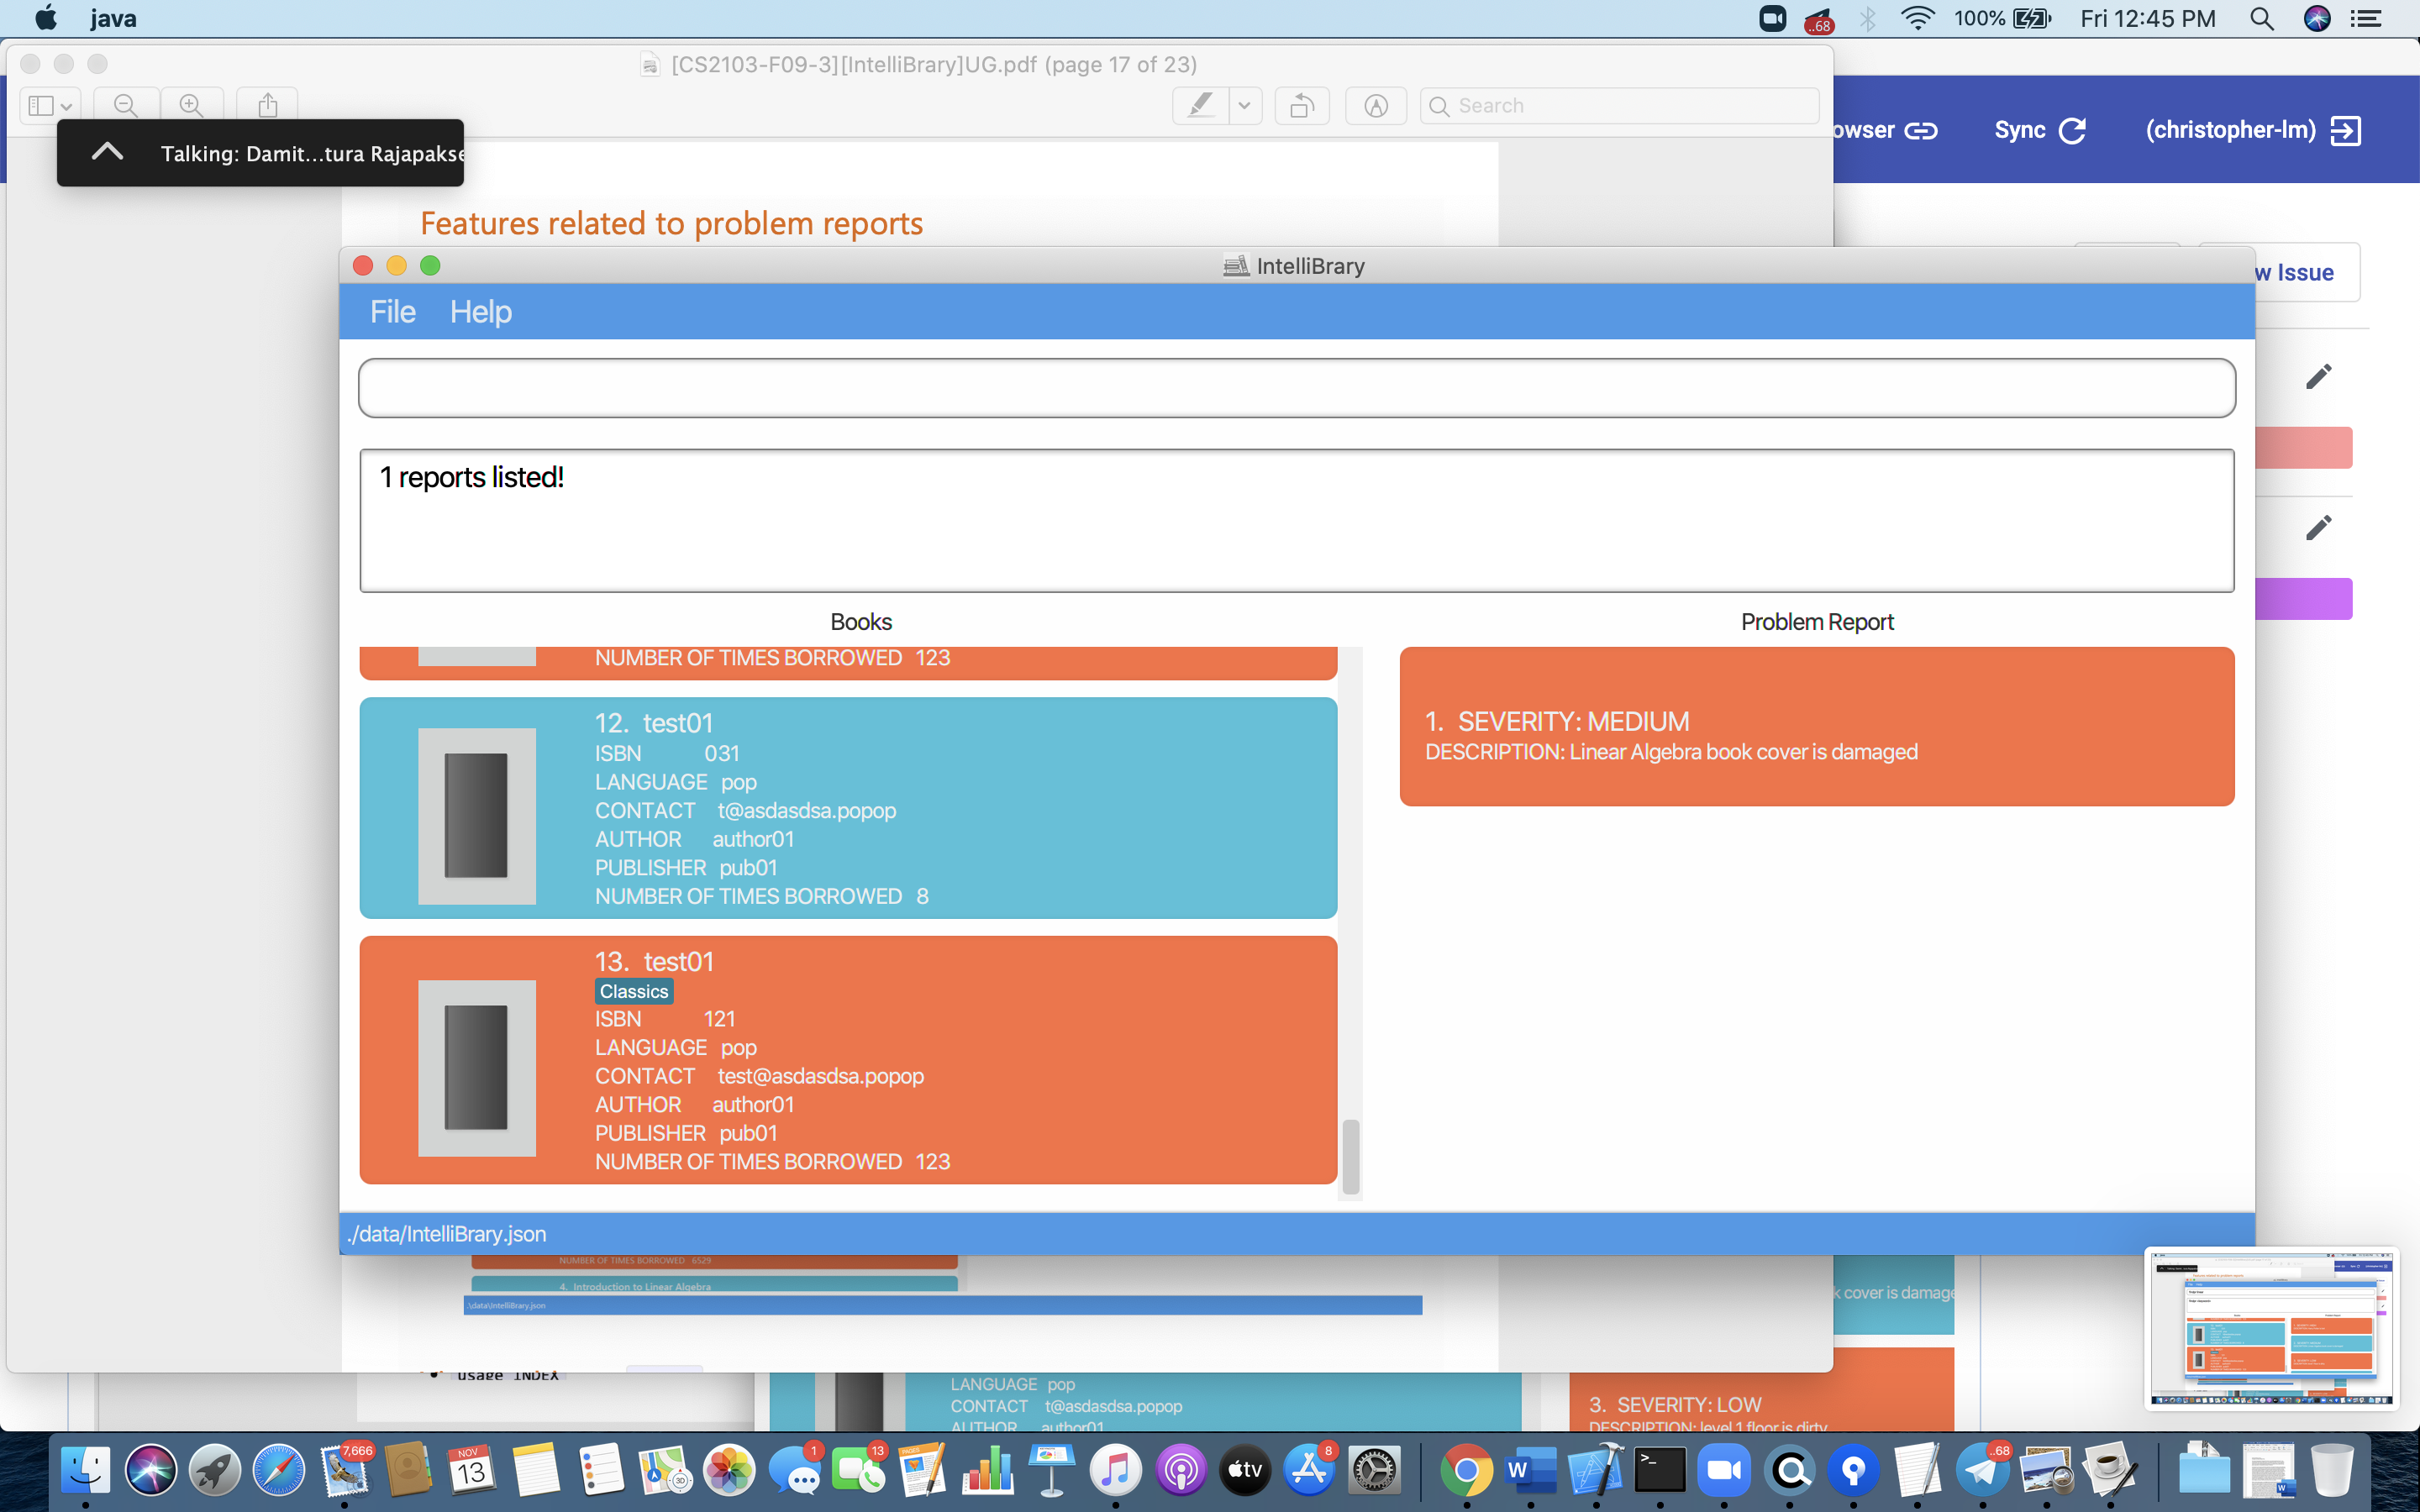 java
..68
100%
Fri 12:45 PM
[CS2103-F09-3][IntelliBrary]UG.pdf (page 17 of 23)
Search
Talking: Damit...tura Rajapakse
owser
Sync
(christopher-lm)
Features related to problem reports
IntelliBrary
w Issue
File Help
1 reports listed!
Books
Problem Report
NUMBER OF TIMES BORROWED 123
12. test01
ISBN 031
LANGUAGE pop
CONTACT t@asdasdsa.popop
AUTHOR author01
PUBLISHER pub01
NUMBER OF TIMES BORROWED 8
1. SEVERITY: MEDIUM
DESCRIPTION: Linear Algebra book cover is damaged
13. test01
Classics
ISBN 121
LANGUAGE pop
CONTACT test@asdasdsa.popop
AUTHOR author01
PUBLISHER pub01
NUMBER OF TIMES BORROWED 123
./data/IntelliBrary.json
NUMBER OF TIMES BORROWED 6529
4. Introduction to Linear Algebra
.\data\IntelliBrary.json
k cover is damage
usage INDEX
LANGUAGE pop
CONTACT t@asdasdsa.popop
AUTHOR author01
3. SEVERITY: LOW
DESCRIPTION: level 1 floor is dirty
7,666
NOV
13
3D
1
13
PAGES
tv
8
W
>_
..68
W